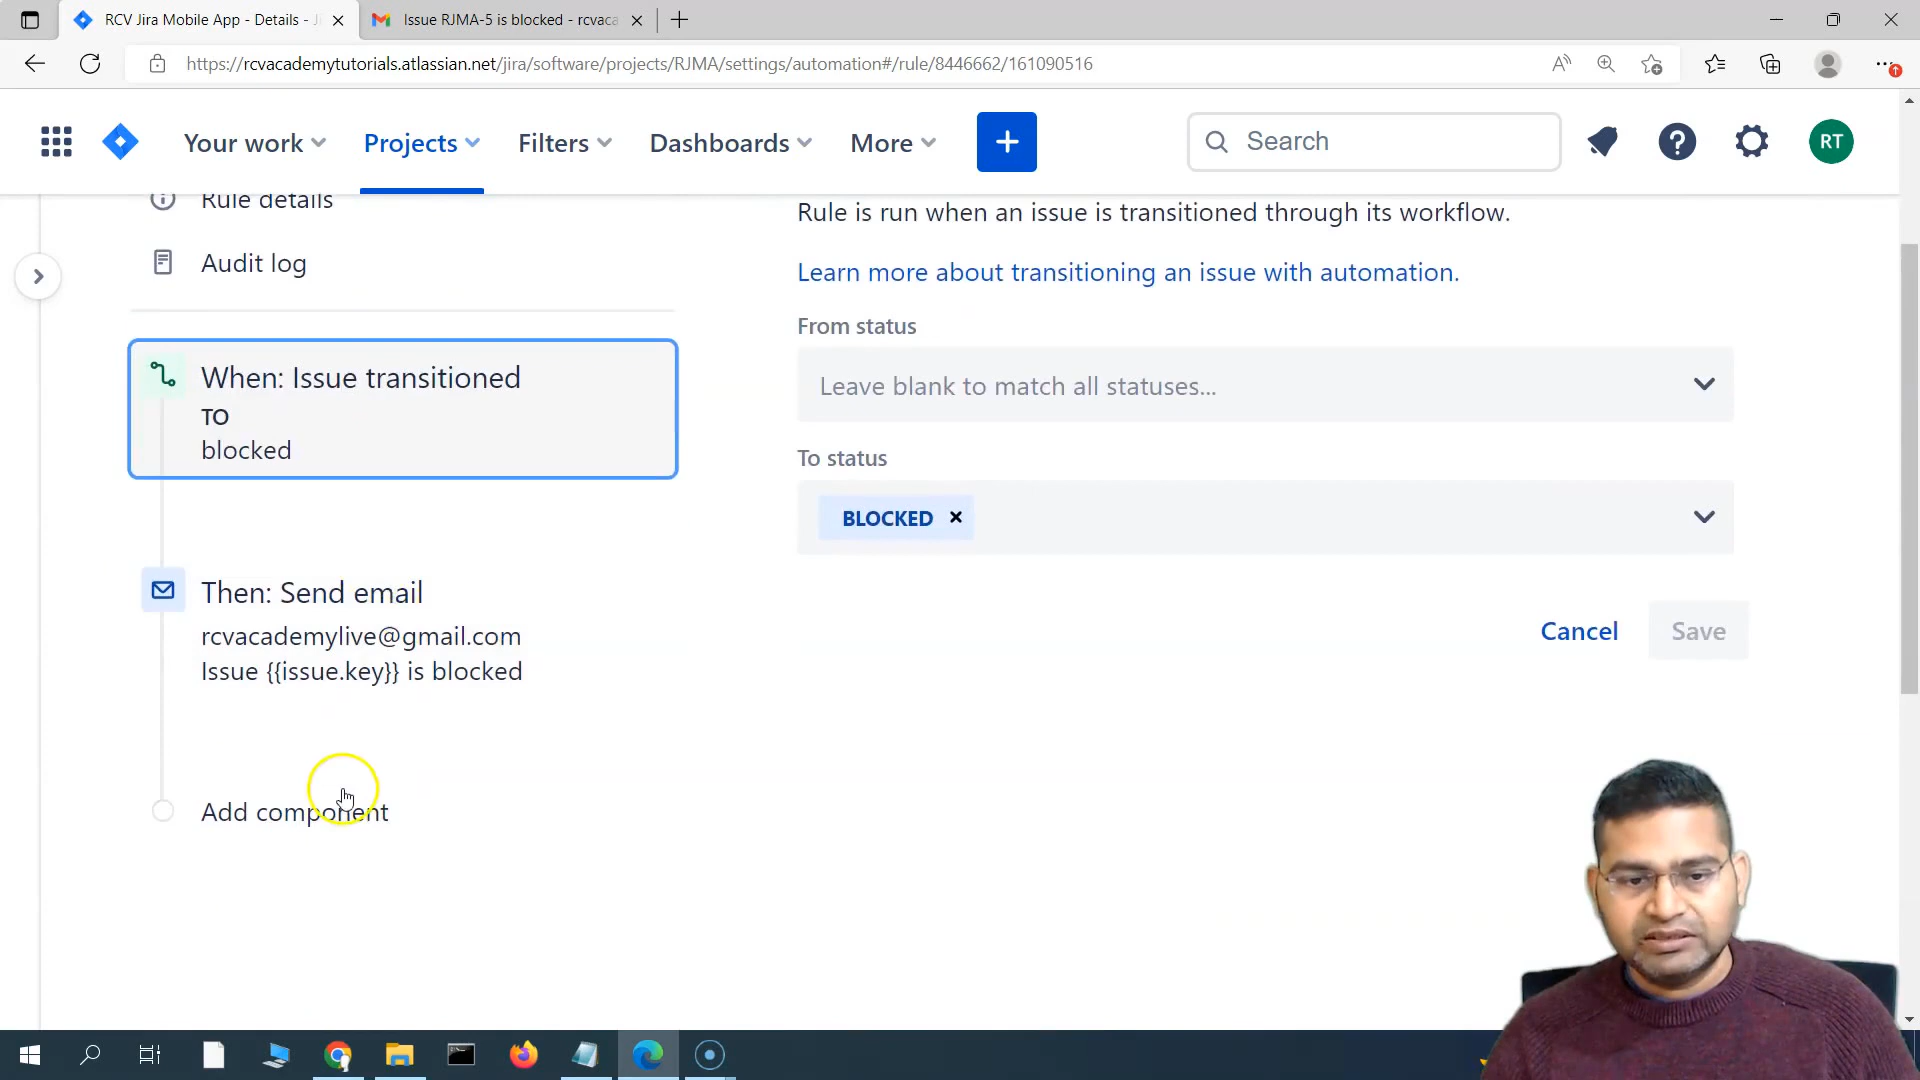 RCV Jira Mobile App - Details - Ji
Issue RJMA-5 is blocked - rcvaca
https://rcvacademytutorials.atlassian.net/jira/software/projects/RJMA/settings/automation#/rule/8446662/161090516
Your work
Projects
Filters
Dashboards
More
Search
RT
Rule details
Audit log
When: Issue transitioned
TO
blocked
Then: Send email
rcvacademylive@gmail.com
Issue {{issue.key}} is blocked
Add component
Rule is run when an issue is transitioned through its workflow.
Learn more about transitioning an issue with automation.
From status
Leave blank to match all statuses...
To status
BLOCKED
Cancel
Save